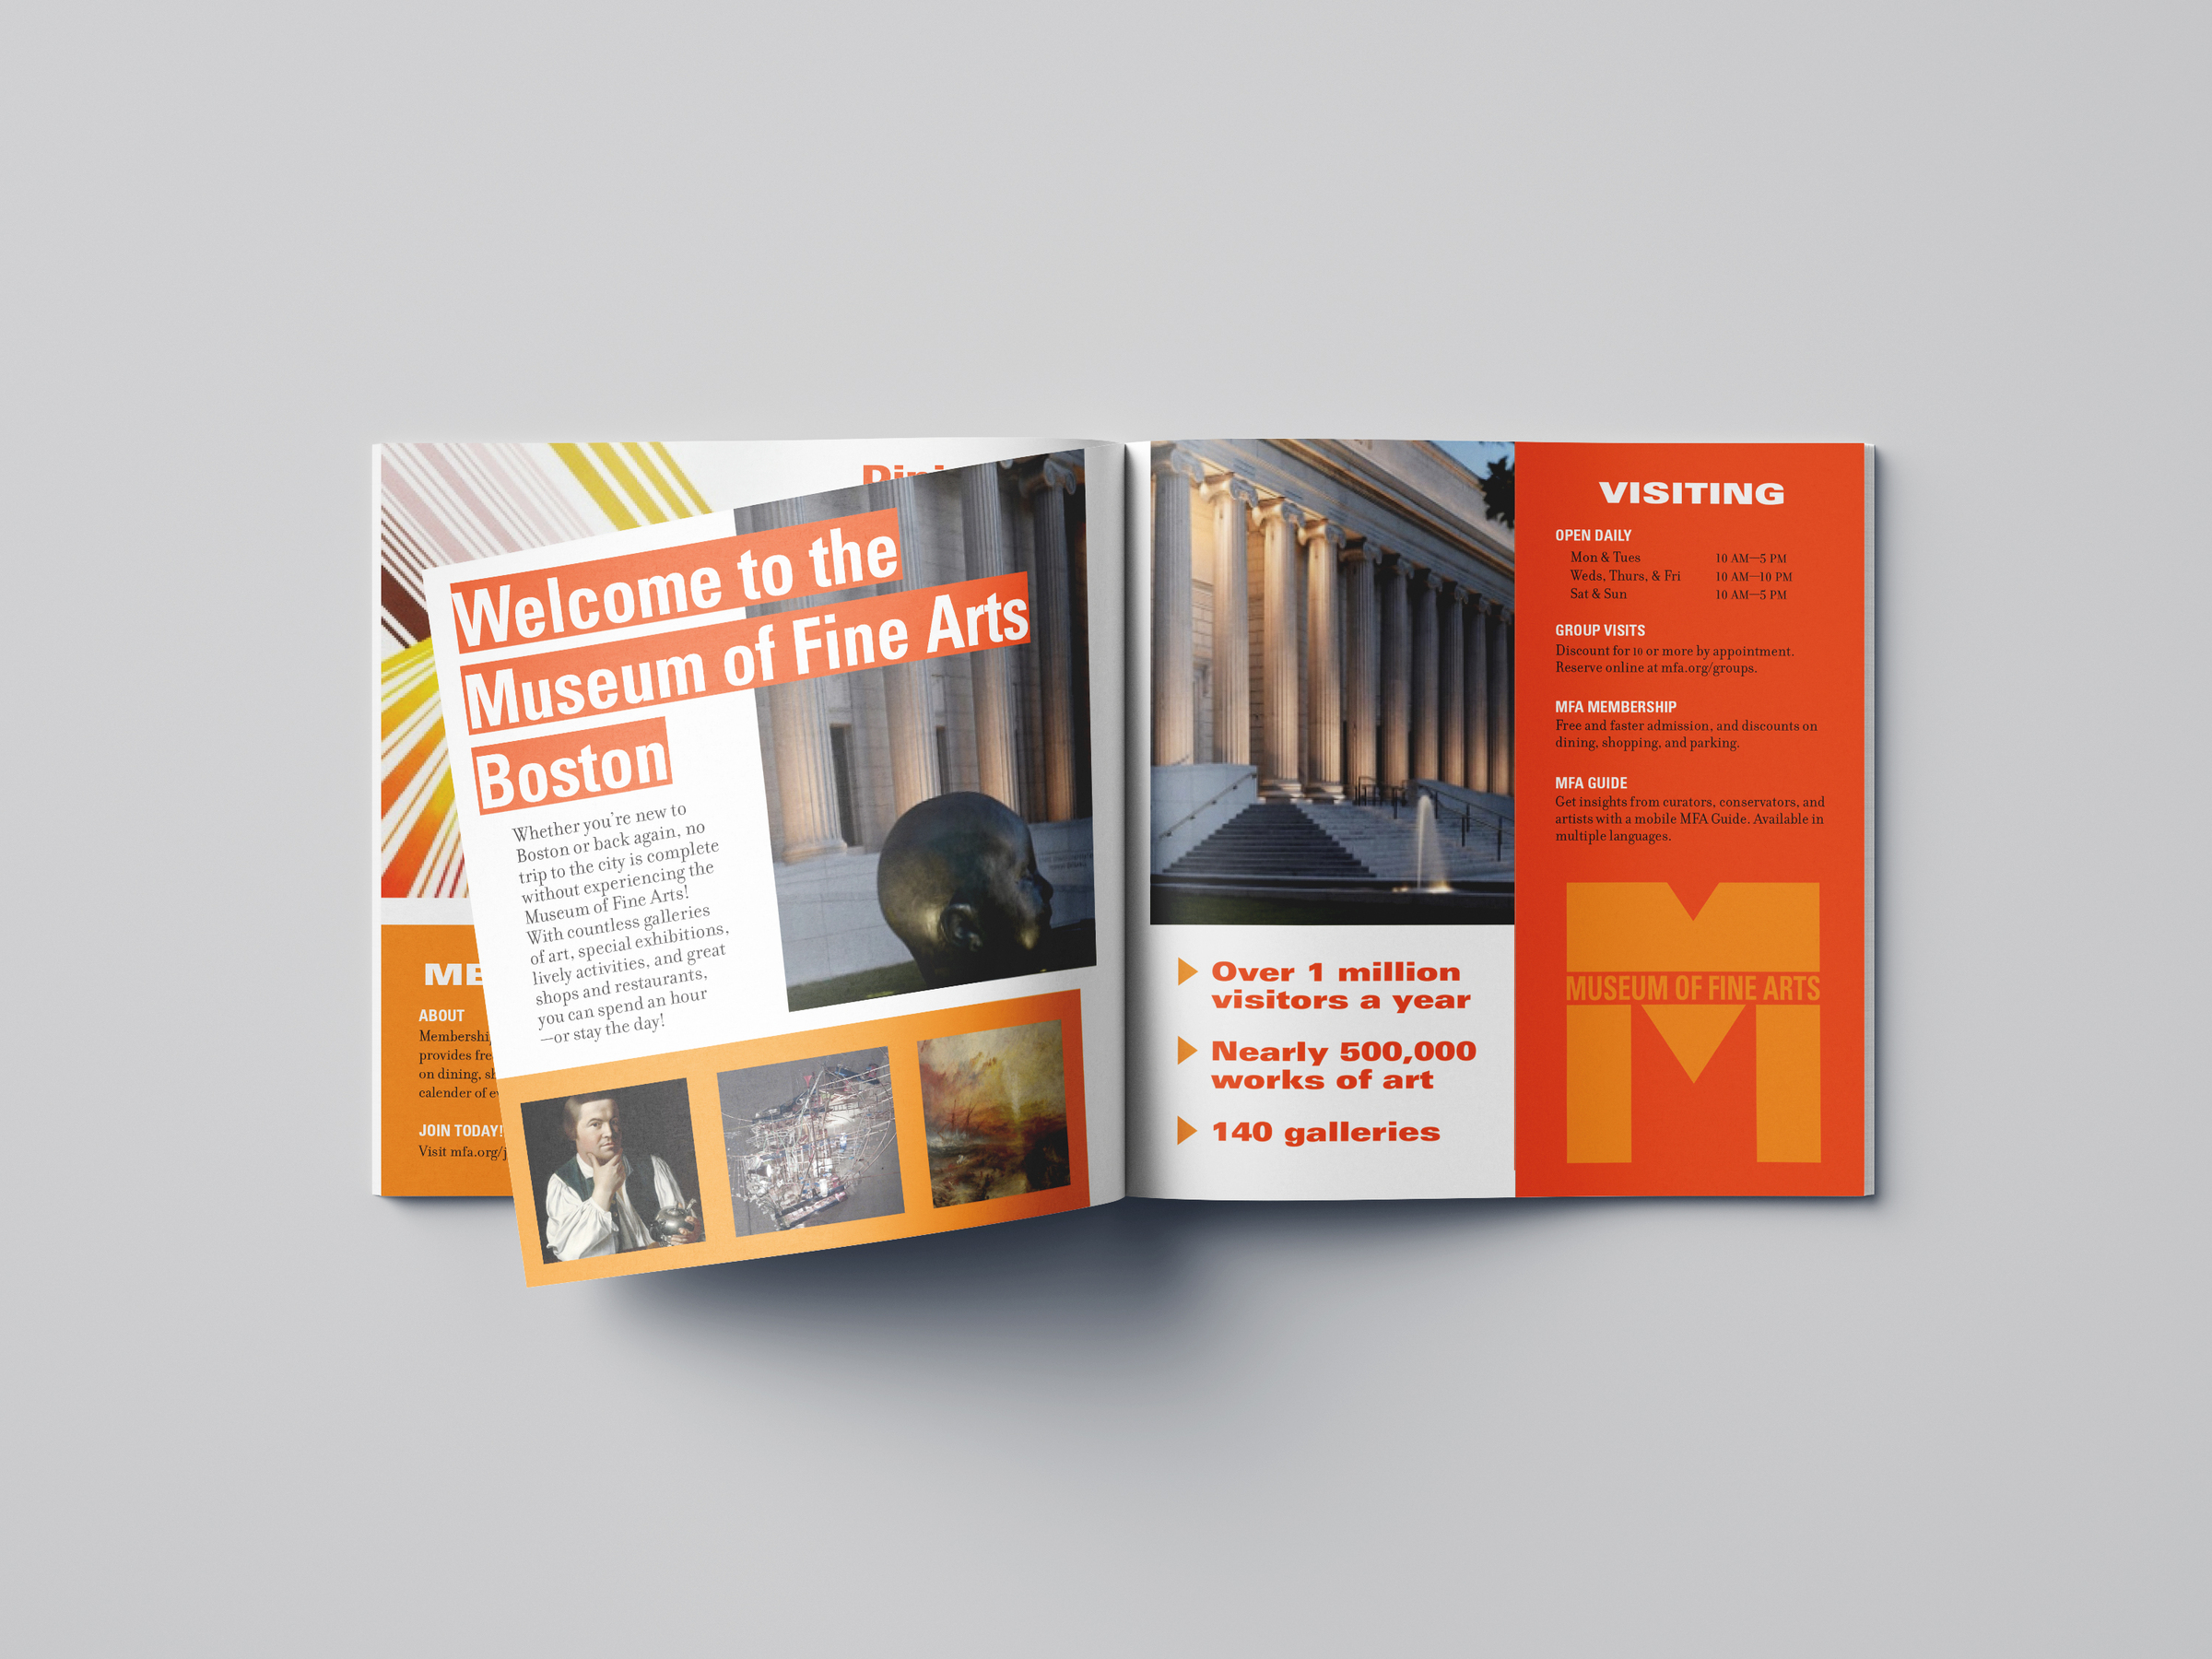 Welcome to the
Museum of Fine Arts
Boston
Whether you're new to
Boston or back again, no
trip to the city is complete
without experiencing the
Museum of Fine Arts!
With countless galleries
of art, special exhibitions,
lively activities, and great
shops and restaurants,
you can spend an hour
—or stay the day!
ME
ABOUT
Membershi
provides fre
on dining, sh
calender of ev
JOIN TODAY!
Visit mfa.org/j
Over 1 million
visitors a year
Nearly 500,000
works of art
140 galleries
VISITING
OPEN DAILY
Mon & Tues 10 AM—5 PM
Weds, Thurs, & Fri 10 AM—10 PM
Sat & Sun 10 AM—5 PM
GROUP VISITS
Discount for 10 or more by appointment.
Reserve online at mfa.org/groups.
MFA MEMBERSHIP
Free and faster admission, and discounts on
dining, shopping, and parking.
MFA GUIDE
Get insights from curators, conservators, and
artists with a mobile MFA Guide. Available in
multiple languages.
MUSEUM OF FINE ARTS